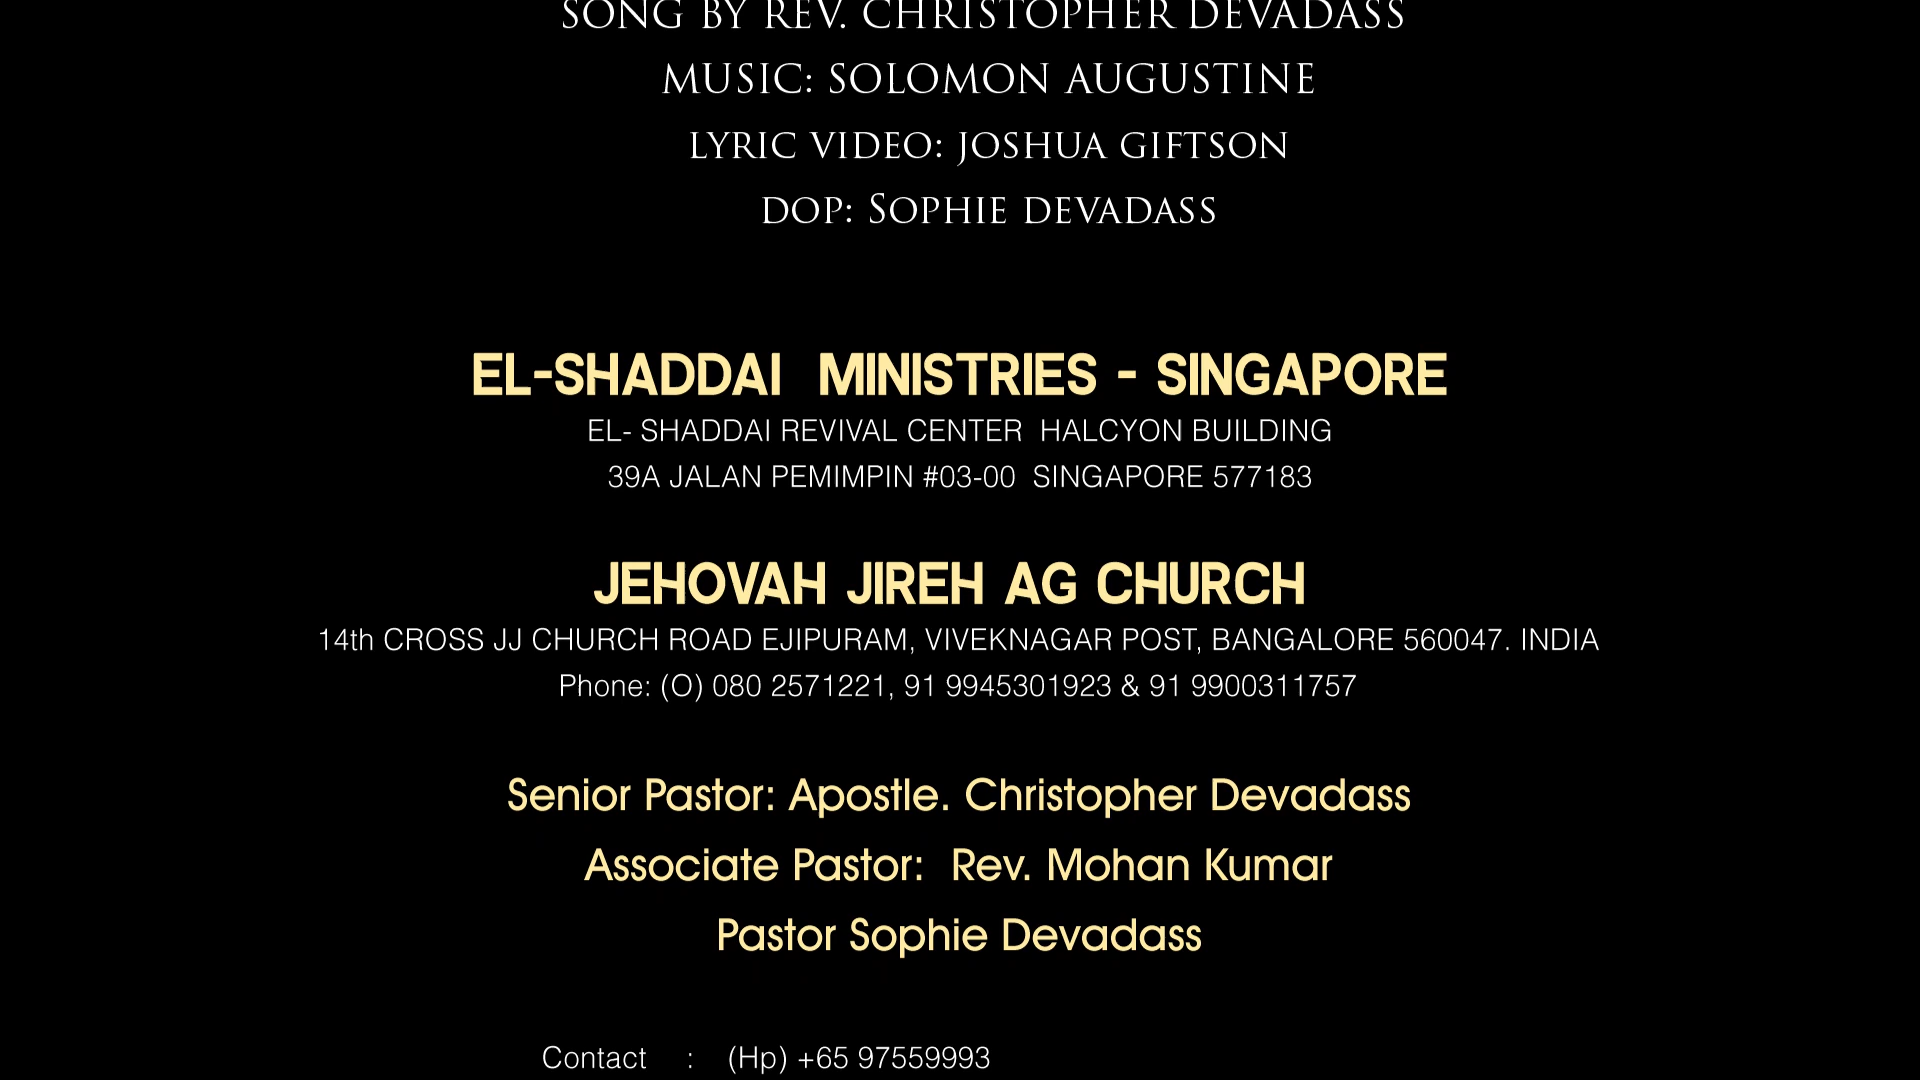 SONG BY REV. CHRISTOPHER DEVADASS
MUSIC: SOLOMON AUGUSTINE
LYRIC VIDEO: JOSHUA GIFTSON
DOP: SOPHIE DEVADASS
EL-SHADDAI MINISTRIES - SINGAPORE
EL- SHADDAI REVIVAL CENTER HALCYON BUILDING
39A JALAN PEMIMPIN #03-00 SINGAPORE 577183
JEHOVAH JIREH AG CHURCH
14th CROSS JJ CHURCH ROAD EJIPURAM, VIVEKNAGAR POST, BANGALORE 560047. INDIA
Phone: (O) 080 2571221, 91 9945301923 & 91 9900311757
Senior Pastor: Apostle. Christopher Devadass
Associate Pastor: Rev. Mohan Kumar
Pastor Sophie Devadass
Contact : (Hp) +65 97559993